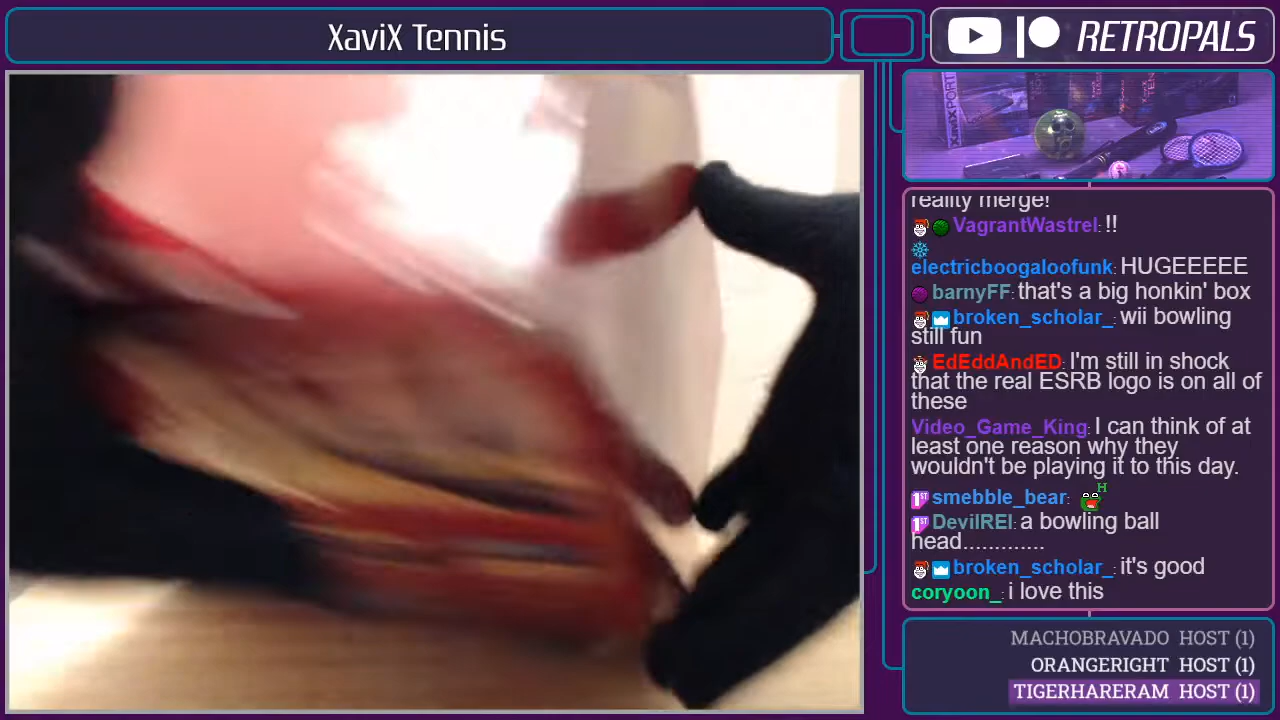 XaviX Tennis
RETROPALS
reality merge!
VagrantWastrel: !!
electricboogaloofunk: HUGEEEEE
barnyFF: that's a big honkin' box
broken_scholar_: wii bowling
still fun
EdEddAndED: I'm still in shock
that the real ESRB logo is on all of
these
Video_Game_King: I can think of at
least one reason why they
wouldn't be playing it to this day.
1ST smebble_bear: H
1ST DevilREI: a bowling ball
head.............
broken_scholar_: it's good
coryoon_: i love this
MACHOBRAVADO HOST (1)
ORANGERIGHT HOST (1)
TIGERHARERAM HOST (1)